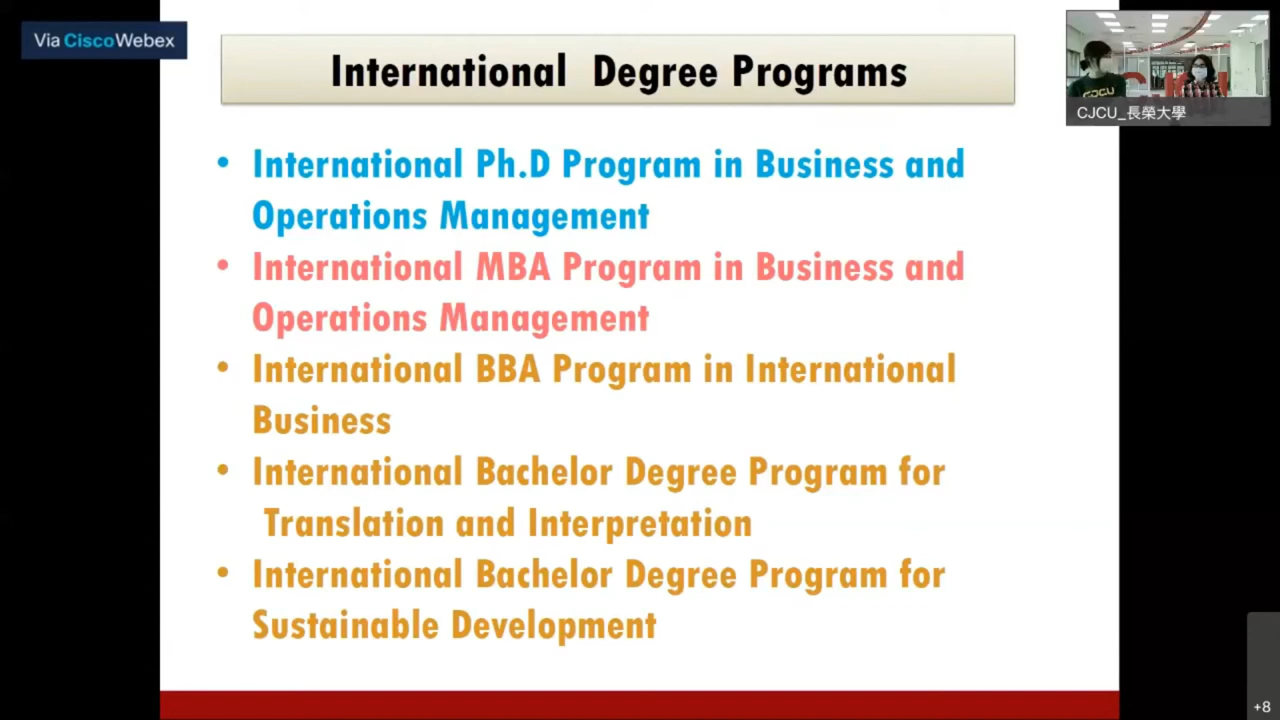 Via CiscoWebex
International Degree Programs
CJCU
CJCU_長榮大學
• International Ph.D Program in Business and
Operations Management
• International MBA Program in Business and
Operations Management
• International BBA Program in International
Business
• International Bachelor Degree Program for
Translation and Interpretation
• International Bachelor Degree Program for
Sustainable Development
+8